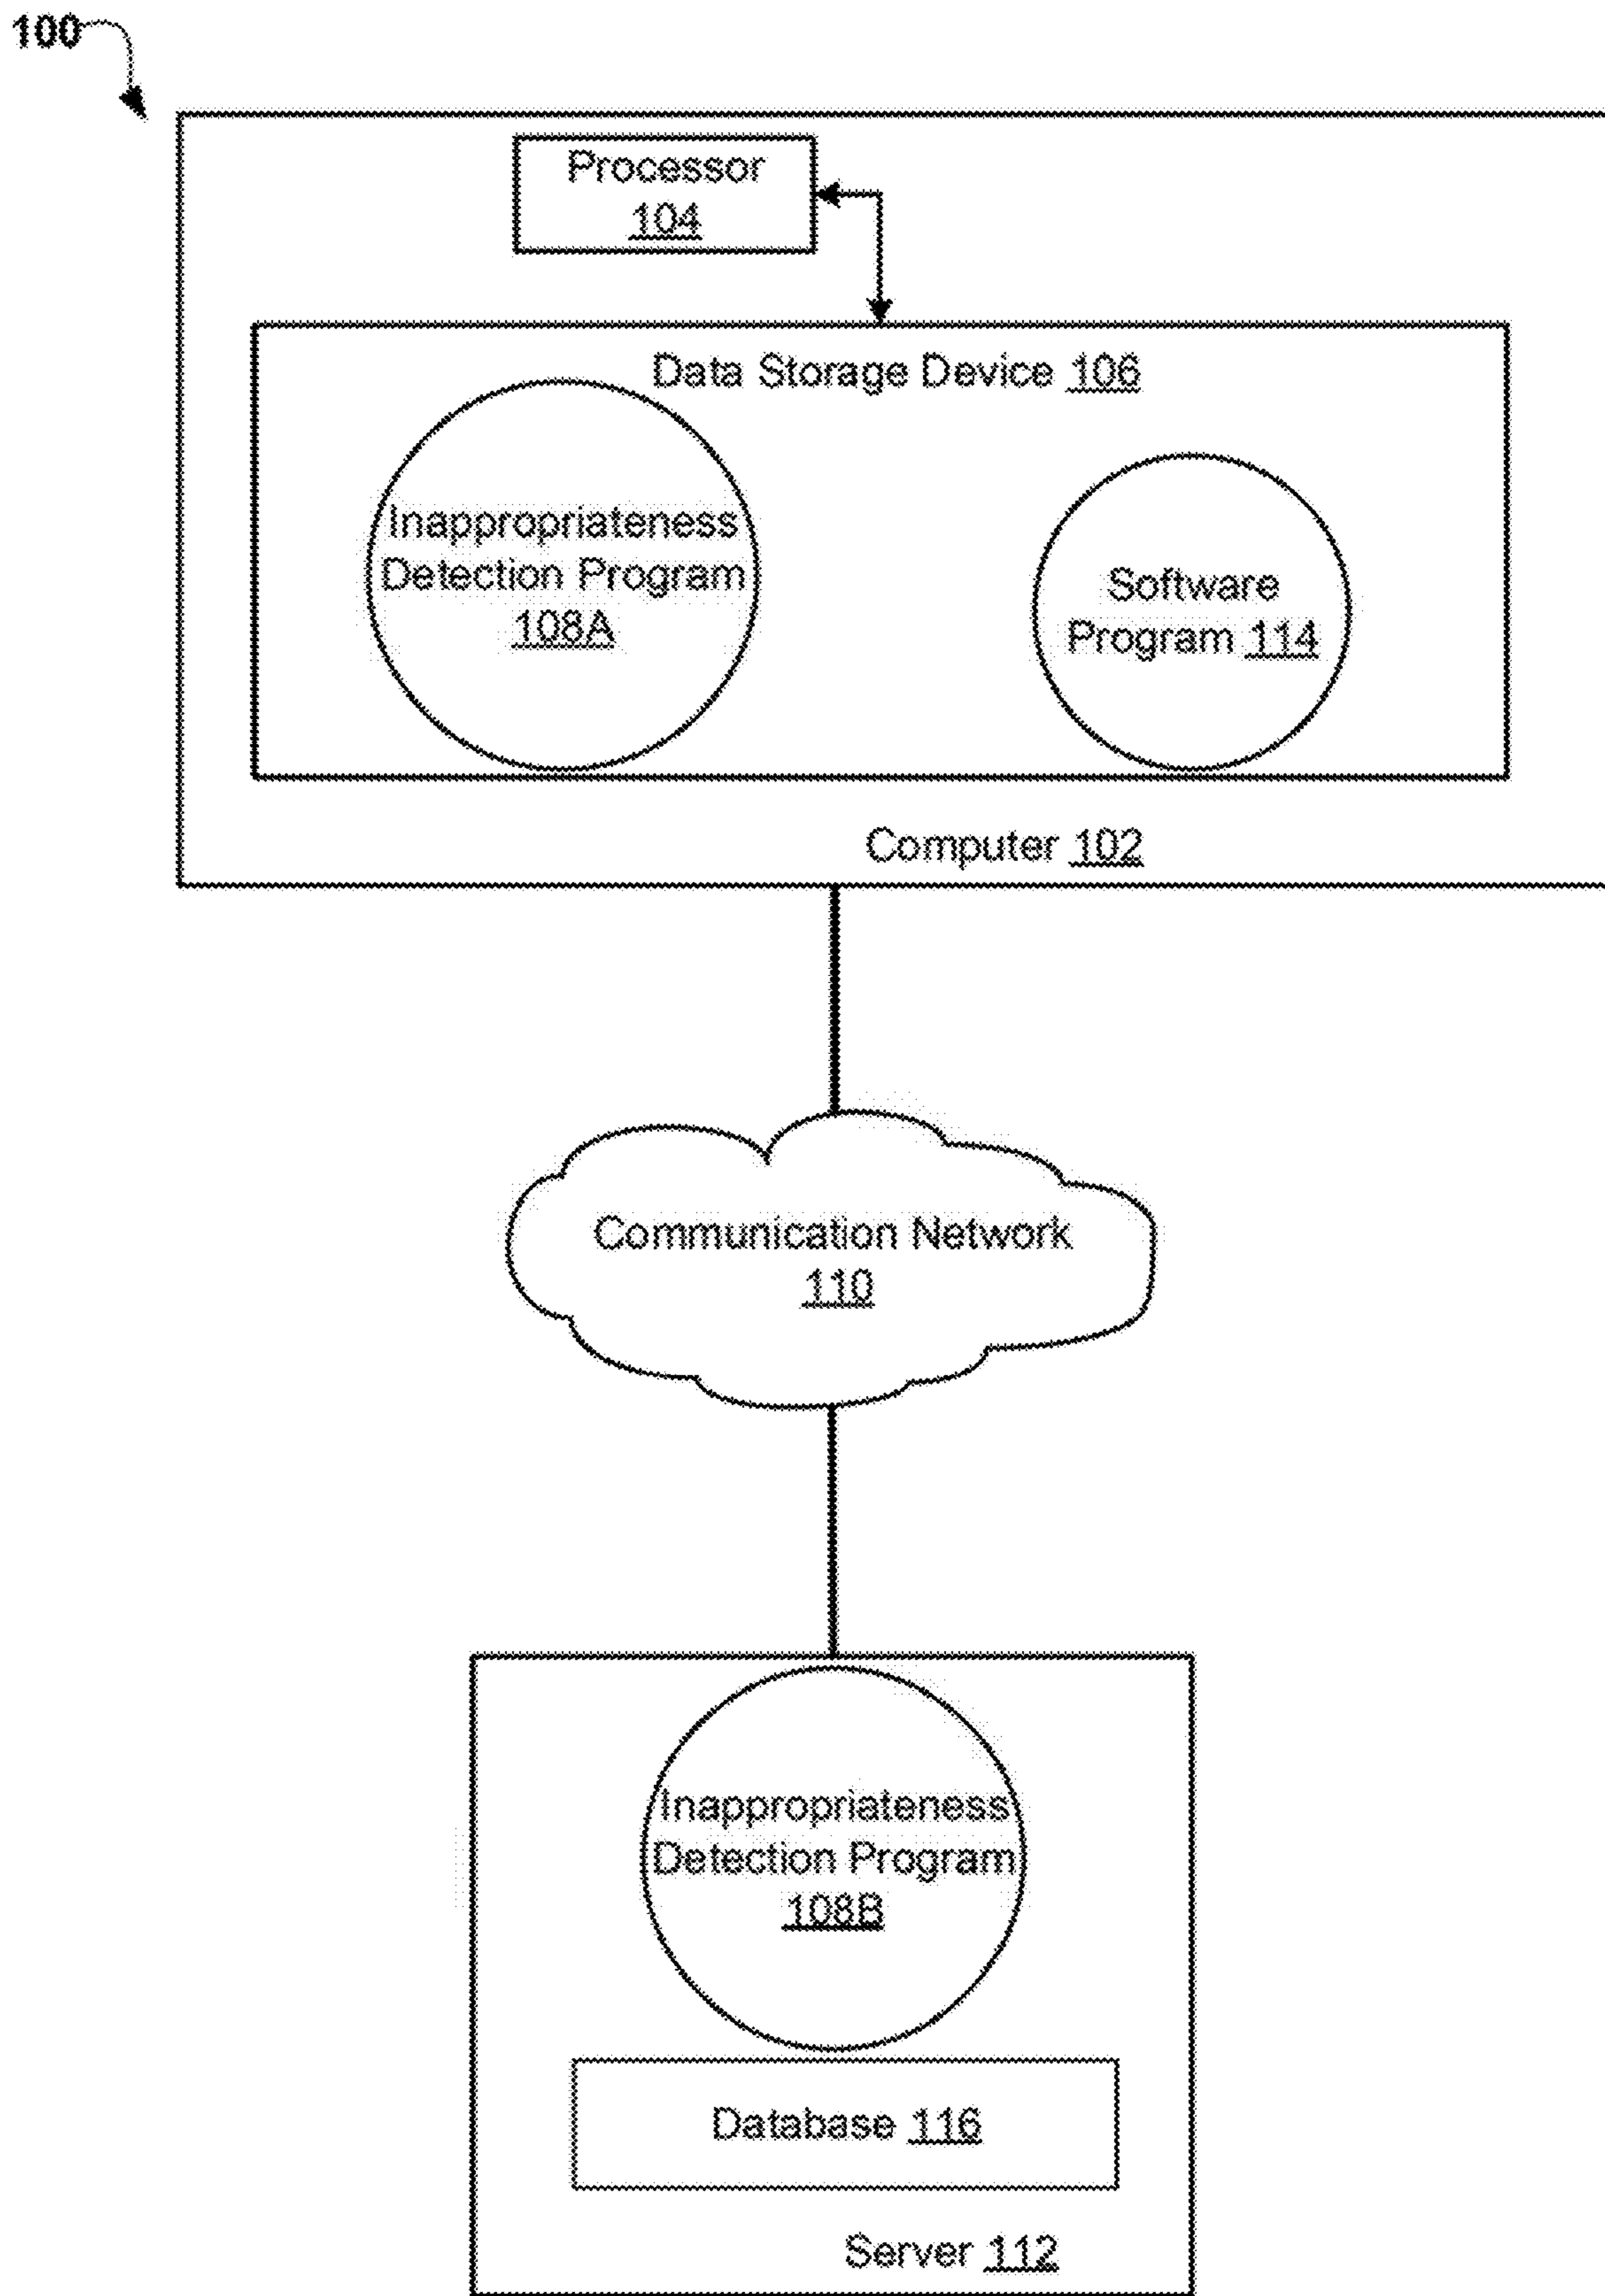 100
Processor
104
Data Storage Device 106
Inappropriateness
Detection Program
108A
Software
Program 114
Computer 102
Communication Network
110
Inappropriateness
Detection Program
108B
Database 116
Server 112